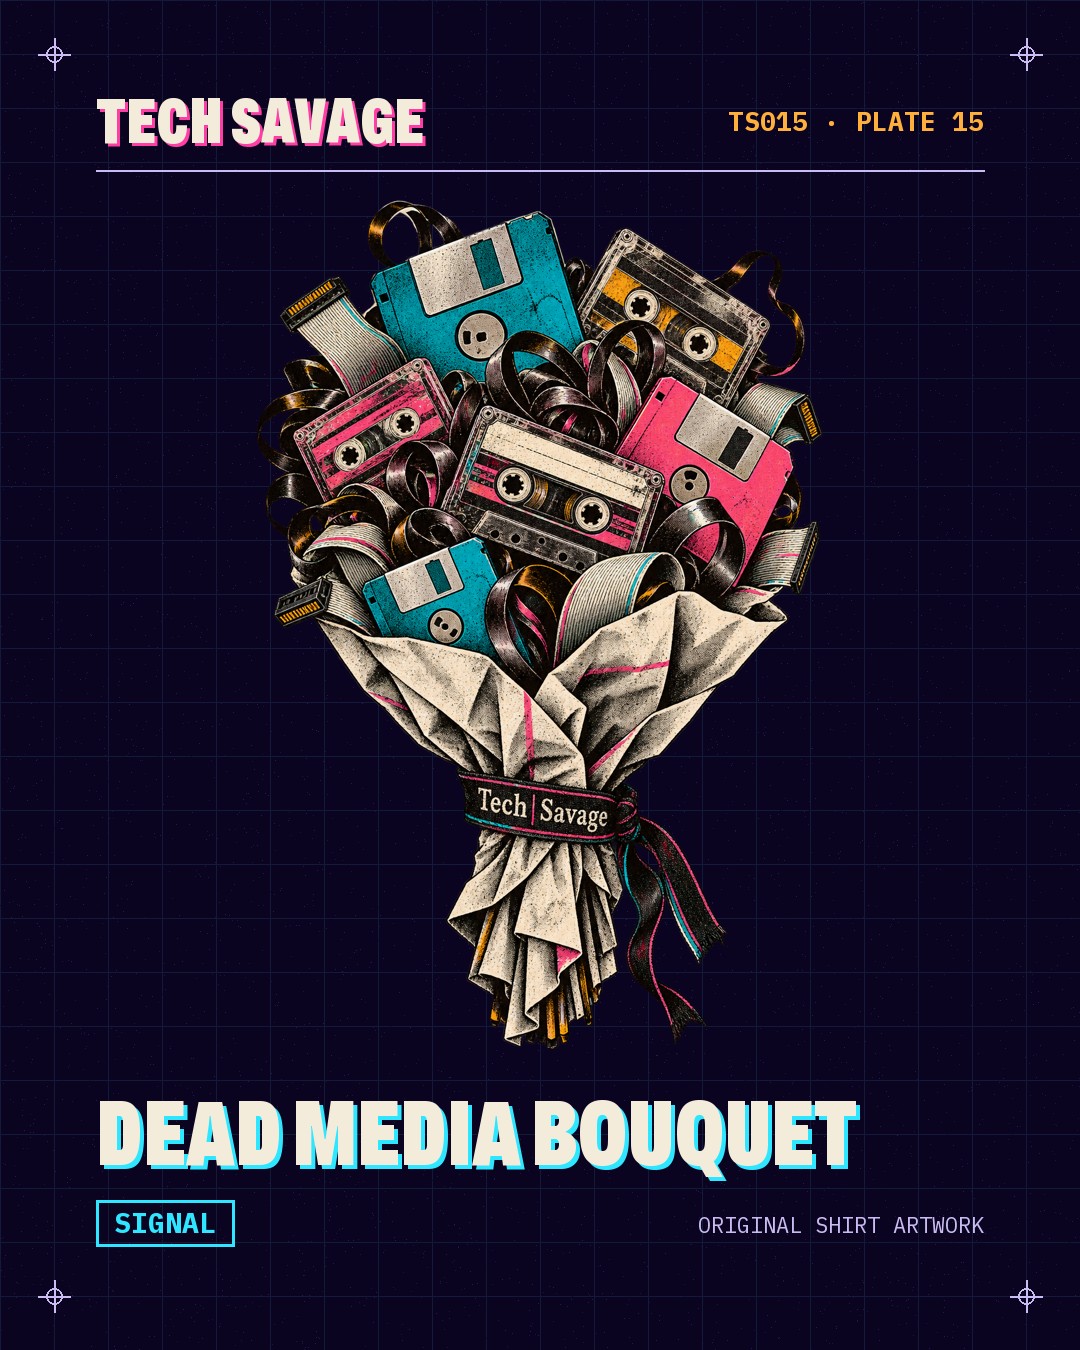 TECH SAVAGE
TS015 · PLATE 15
Tech | Savage
DEAD MEDIA BOUQUET
SIGNAL
ORIGINAL SHIRT ARTWORK